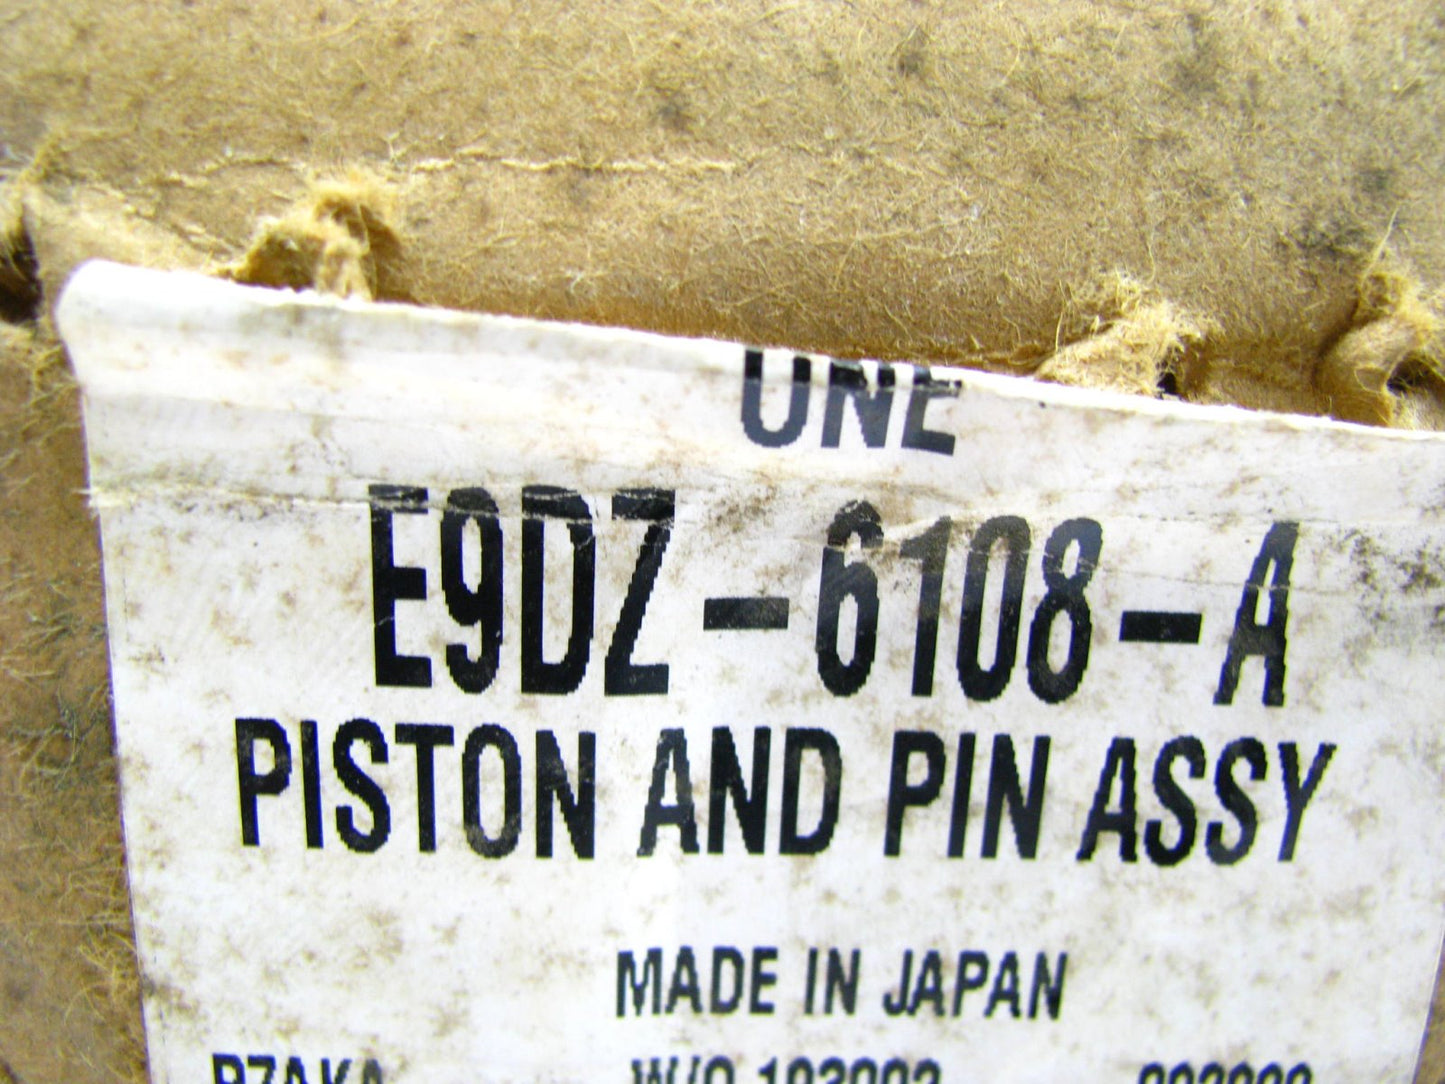 ONE
E9DZ-6108-A
PISTON AND PIN ASSY
MADE IN JAPAN
W/O